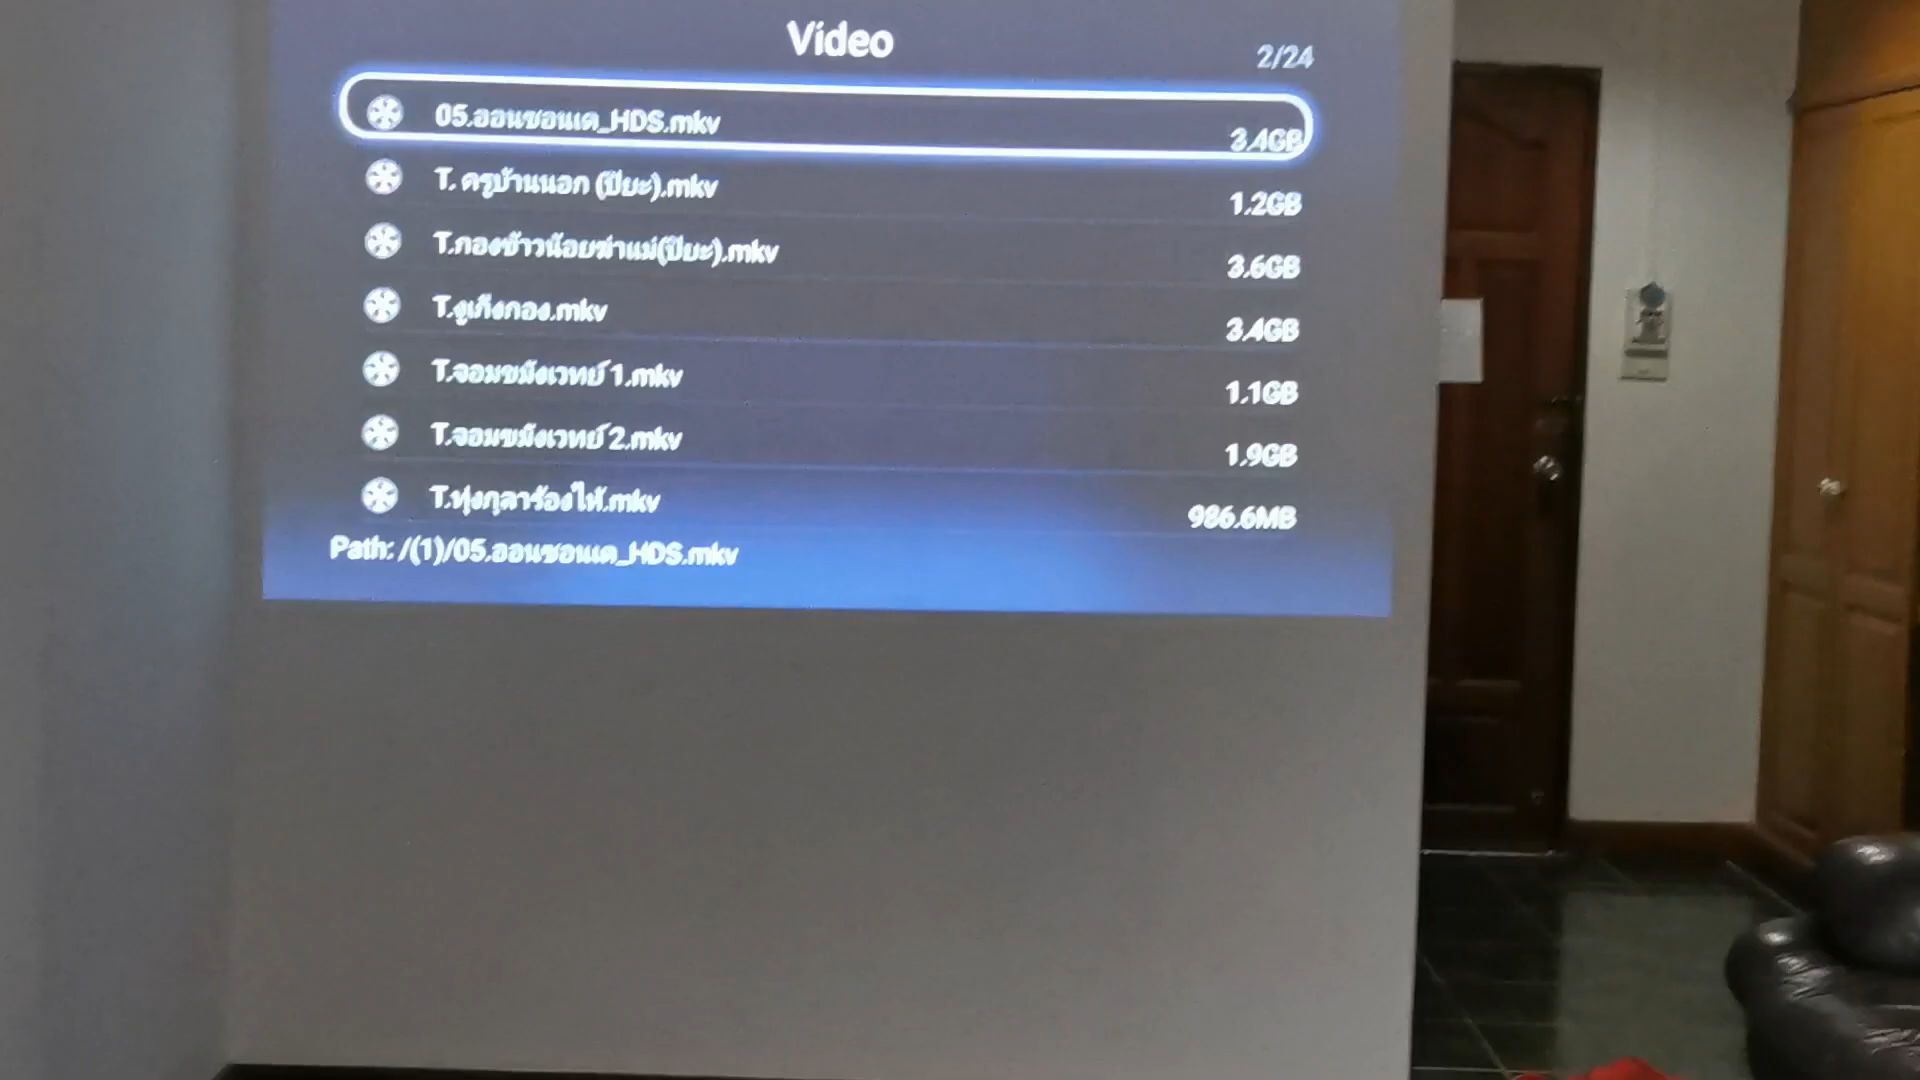 Video
2/24
05.ออนซอนเด_HDS.mkv
3.4GB
T. ครูบ้านนอก (ปิยะ).mkv
1.2GB
T.กองข้าวน้อยฆ่าแม่(ปิยะ).mkv
3.6GB
T.งูเก็งกอง.mkv
3.4GB
T.จอมขมังเวทย์ 1.mkv
1.1GB
T.จอมขมังเวทย์ 2.mkv
1.9GB
T.ทุ่งกุลาร้องไห้.mkv
986.6MB
Path: /(1)/05.ออนซอนเด_HDS.mkv